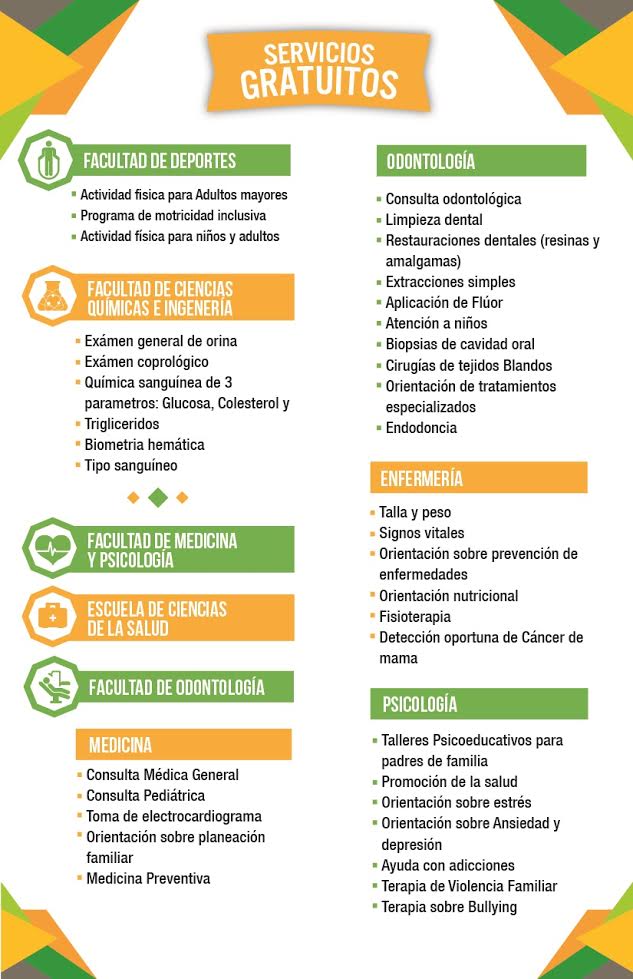 SERVICIOS
GRATUITOS
FACULTAD DE DEPORTES
Actividad fisica para Adultos mayores
Programa de motricidad inclusiva
Actividad física para niños y adultos
FACULTAD DE CIENCIAS
QUÍMICAS E INGENERÍA
Exámen general de orina
Exámen coprológico
Química sanguínea de 3
parametros: Glucosa, Colesterol y
Trigliceridos
Biometria hemática
Tipo sanguíneo
FACULTAD DE MEDICINA
Y PSICOLOGÍA
ESCUELA DE CIENCIAS
DE LA SALUD
FACULTAD DE ODONTOLOGÍA
MEDICINA
Consulta Médica General
Consulta Pediátrica
Toma de electrocardiograma
Orientación sobre planeación
familiar
Medicina Preventiva
ODONTOLOGÍA
Consulta odontológica
Limpieza dental
Restauraciones dentales (resinas y
amalgamas)
Extracciones simples
Aplicación de Flúor
Atención a niños
Biopsias de cavidad oral
Cirugías de tejidos Blandos
Orientación de tratamientos
especializados
Endodoncia
ENFERMERÍA
Talla y peso
Signos vitales
Orientación sobre prevención de
enfermedades
Orientación nutricional
Fisioterapia
Detección oportuna de Cáncer de
mama
PSICOLOGÍA
Talleres Psicoeducativos para
padres de familia
Promoción de la salud
Orientación sobre estrés
Orientación sobre Ansiedad y
depresión
Ayuda con adicciones
Terapia de Violencia Familiar
Terapia sobre Bullying